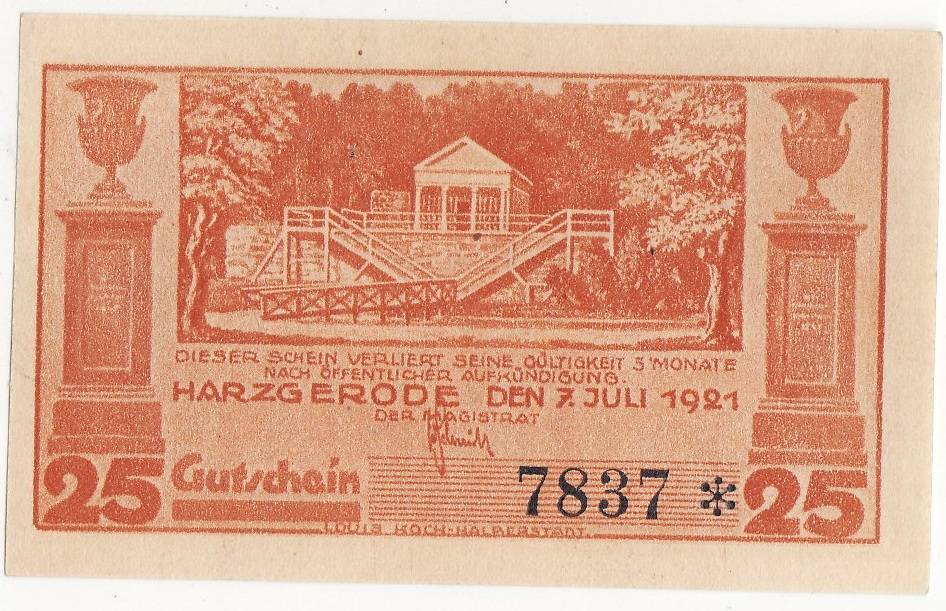 DIESER SCHEIN VERLIERT SEINE GÜLTIGKEIT 3 MONATE
NACH ÖFFENTLICHER AUFKÜNDIGUNG.
HARZGERODE DEN 7. JULI 1921
DER MAGISTRAT
25 Gutschein 7837 * 25
LOUIS KOCH·HALBERSTADT.